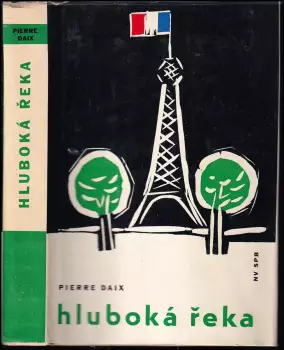 PIERRE
DAIX
HLUBOKÁ ŘEKA
NV SPB
PIERRE DAIX
hluboká řeka